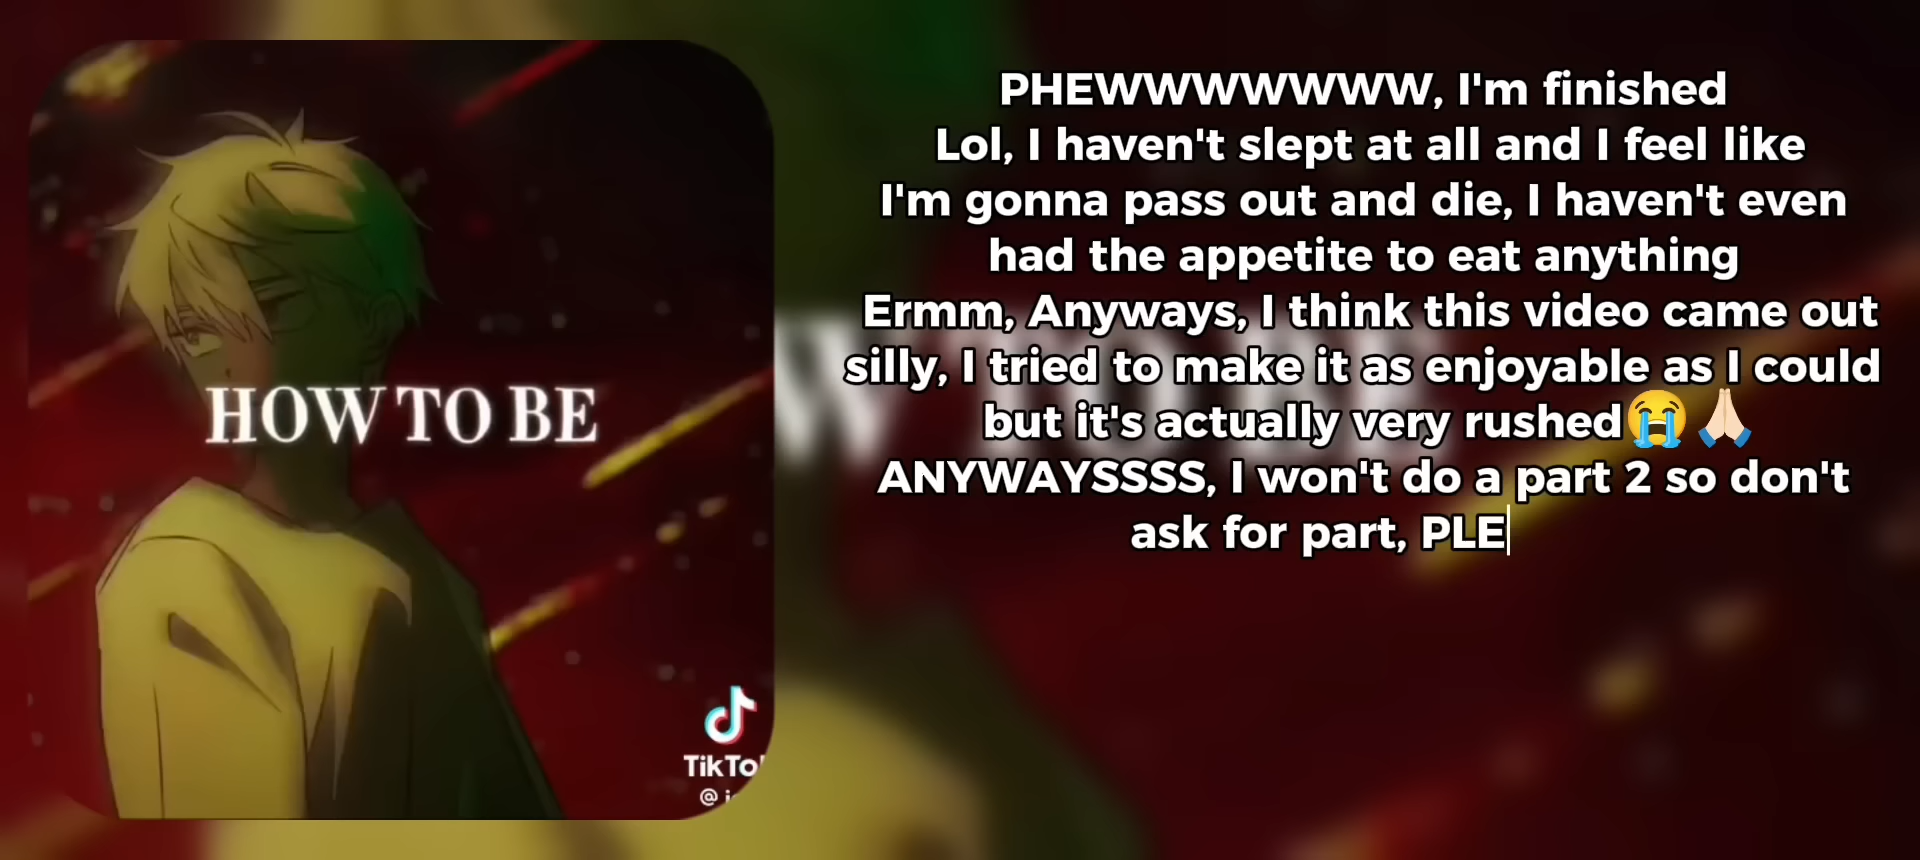 HOW TO BE
TikTo
@
PHEWWWWWWW, I'm finished
Lol, I haven't slept at all and I feel like
I'm gonna pass out and die, I haven't even
had the appetite to eat anything
Ermm, Anyways, I think this video came out
silly, I tried to make it as enjoyable as I could
but it's actually very rushed😭🙏🏻
ANYWAYSSSS, I won't do a part 2 so don't
ask for part, PLE